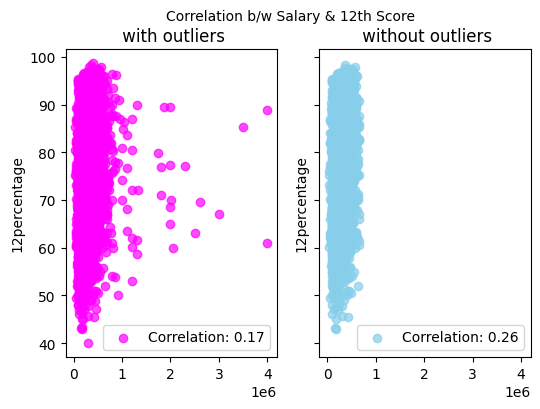 Correlation b/w Salary & 12th Score
with outliers
without outliers
100
90
80
70
60
50
40
12percentage
12percentage
Correlation: 0.17
Correlation: 0.26
0 1 2 3 4
1e6
0 1 2 3 4
1e6